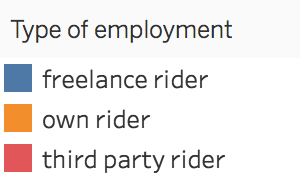 Type of employment
freelance rider
own rider
third party rider